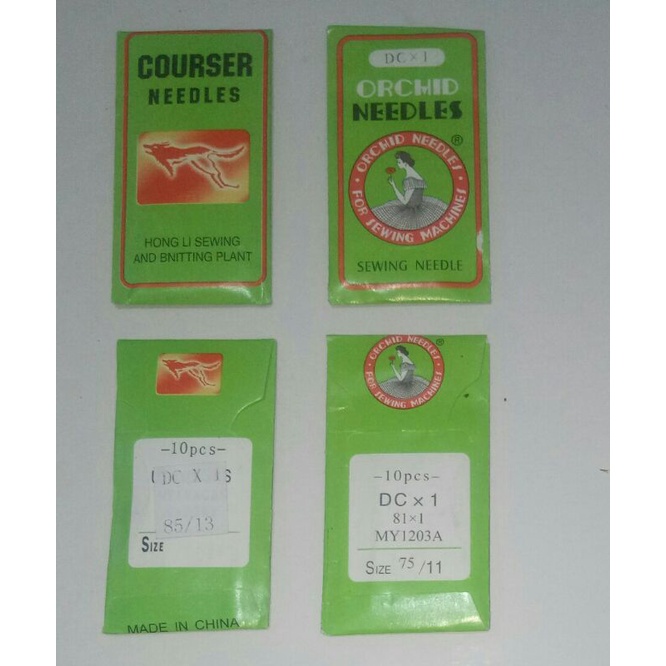 COURSER
NEEDLES
HONG LI SEWING
AND BNITTING PLANT
DC × 1
ORCHID
NEEDLES
ORCHID NEEDLES ®
FOR SEWING MACHINES
SEWING NEEDLE
-10pcs-
DC X 1S
85/13
SIZE
MADE IN CHINA
ORCHID NEEDLES ®
FOR SEWING MACHINES
-10pcs-
DC × 1
81×1
MY1203A
SIZE 75 /11